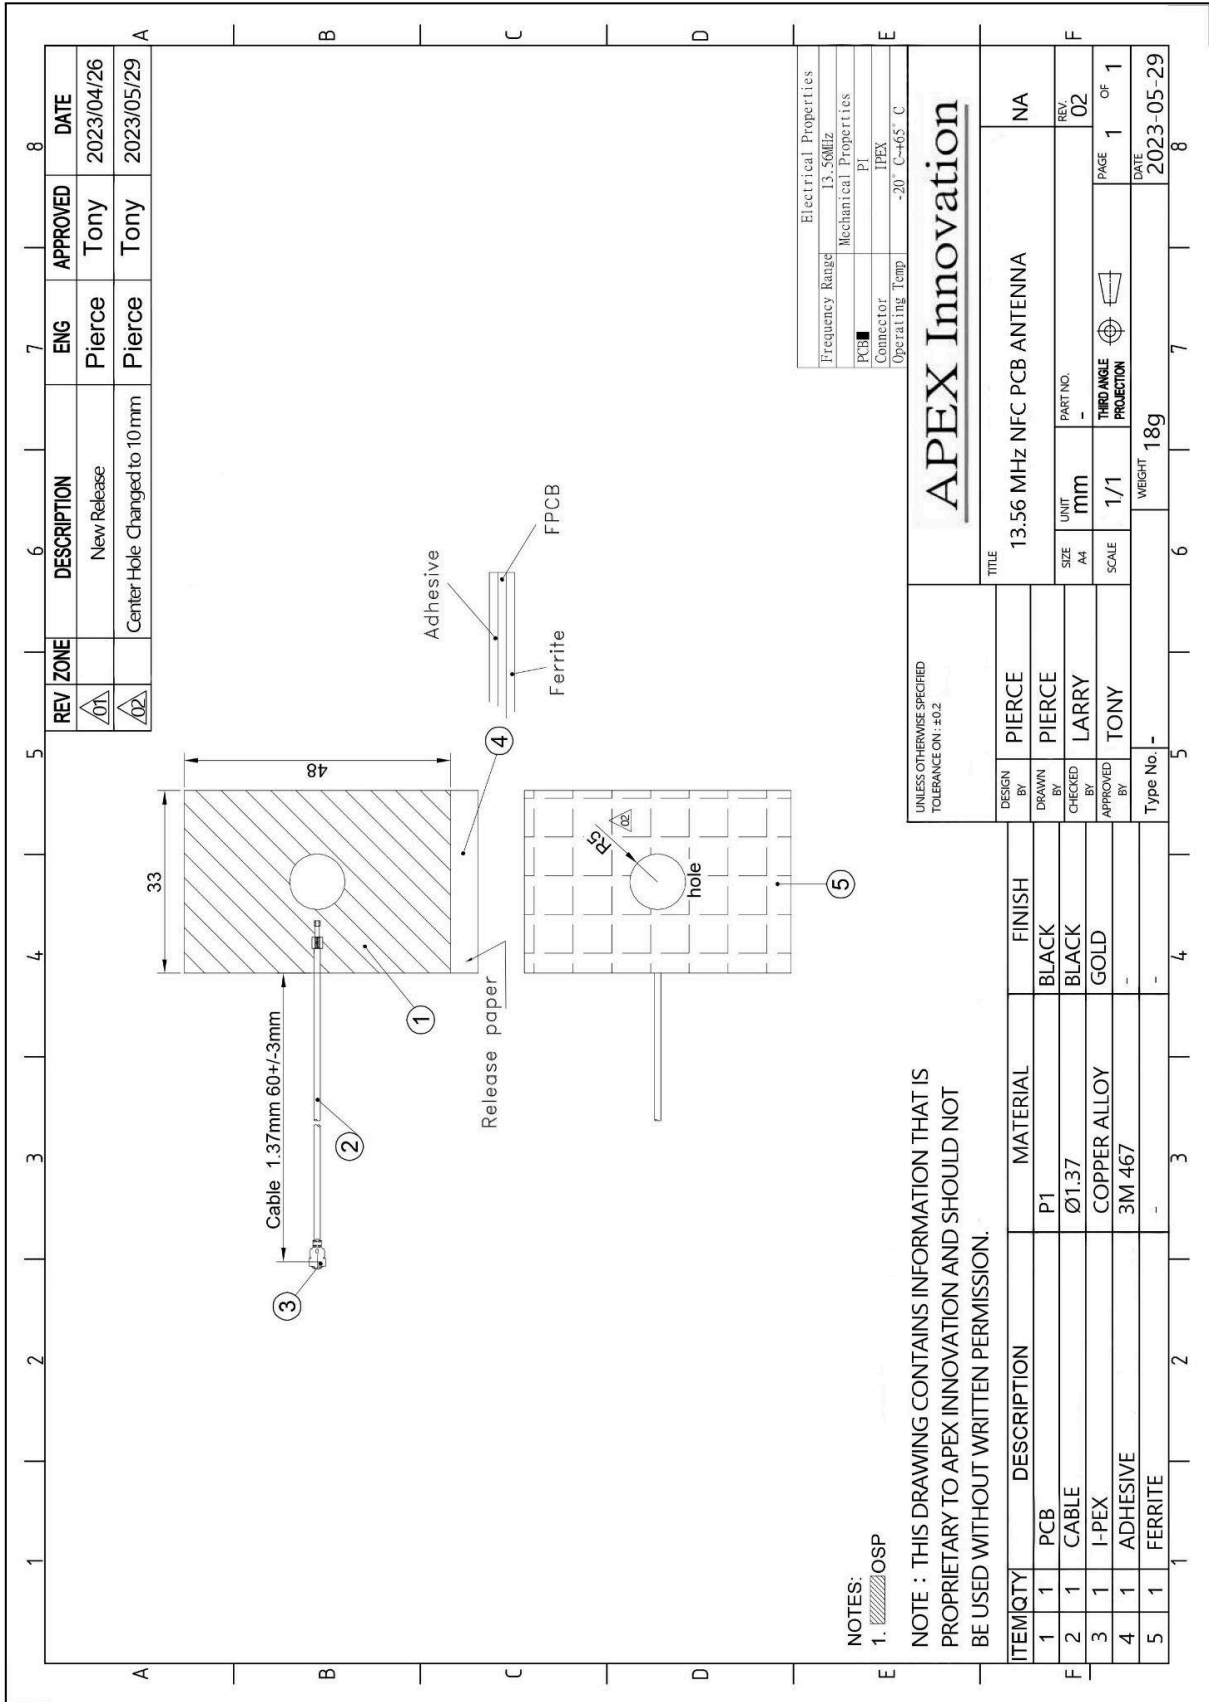 1 2 3 4 5 6 7 8
A
B
C
D
E
F
A
B
C
D
E
F
REV ZONE DESCRIPTION ENG APPROVED DATE
01 New Release Pierce Tony 2023/04/26
02 Center Hole Changed to 10mm Pierce Tony 2023/05/29
33
48
Cable 1.37mm 60+/-3mm
3
2
1
4
Release paper
Adhesive
FPCB
Ferrite
R5
02
hole
5
Electrical Properties
Frequency Range 13.56MHz
Mechanical Properties
PCB PI
Connector IPEX
Operating Temp -20° C~+65° C
NOTES:
1. OSP
NOTE : THIS DRAWING CONTAINS INFORMATION THAT IS
PROPRIETARY TO APEX INNOVATION AND SHOULD NOT
BE USED WITHOUT WRITTEN PERMISSION.
ITEM QTY DESCRIPTION MATERIAL FINISH
1 1 PCB P1 BLACK
2 1 CABLE Ø1.37 BLACK
3 1 I-PEX COPPER ALLOY GOLD
4 1 ADHESIVE 3M 467 -
5 1 FERRITE - -
UNLESS OTHERWISE SPECIFIED
TOLERANCE ON : ±0.2
DESIGN BY PIERCE
DRAWN BY PIERCE
CHECKED BY LARRY
APPROVED BY TONY
Type No. -
APEX Innovation
TITLE
13.56 MHz NFC PCB ANTENNA NA
SIZE A4 UNIT mm PART NO. - REV. 02
SCALE 1/1 THIRD ANGLE PROJECTION PAGE 1 OF 1
WEIGHT 18g DATE 2023-05-29
1 2 3 4 5 6 7 8